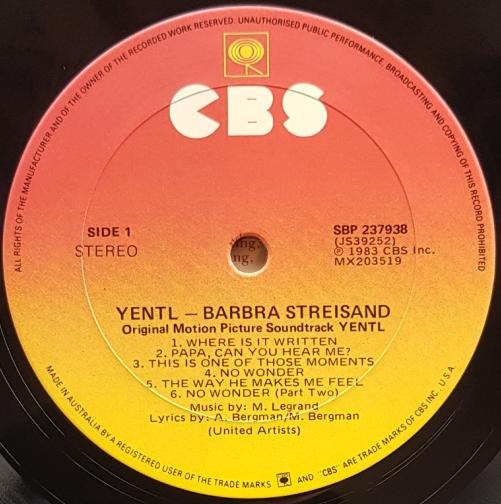 ALL RIGHTS OF THE MANUFACTURER AND OF THE OWNER OF THE RECORDED WORK RESERVED. UNAUTHORISED PUBLIC PERFORMANCE, BROADCASTING AND COPYING OF THIS RECORD PROHIBITED
CBS
SIDE 1
STEREO
SBP 237938
(JS39252)
℗ 1983 CBS Inc.
MX203519
ng,
YENTL – BARBRA STREISAND
Original Motion Picture Soundtrack YENTL
1. WHERE IS IT WRITTEN
2. PAPA, CAN YOU HEAR ME?
3. THIS IS ONE OF THOSE MOMENTS
4. NO WONDER
5. THE WAY HE MAKES ME FEEL
6. NO WONDER (Part Two)
Music by: M. Legrand
Lyrics by: A. Bergman/M. Bergman
(United Artists)
MADE IN AUSTRALIA BY A REGISTERED USER OF THE TRADE MARKS AND "CBS" ARE TRADE MARKS OF CBS INC. U.S.A.